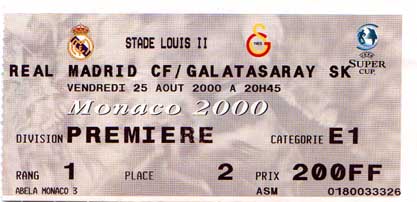 STADE LOUIS II
REAL MADRID CF/GALATASARAY SK
UEFA SUPER CUP
VENDREDI 25 AOUT 2000 A 20H45
Monaco 2000
DIVISION PREMIERE CATEGORIE E1
RANG 1 PLACE 2 PRIX 200FF
ABELA MONACO 3 ASM 0180033326